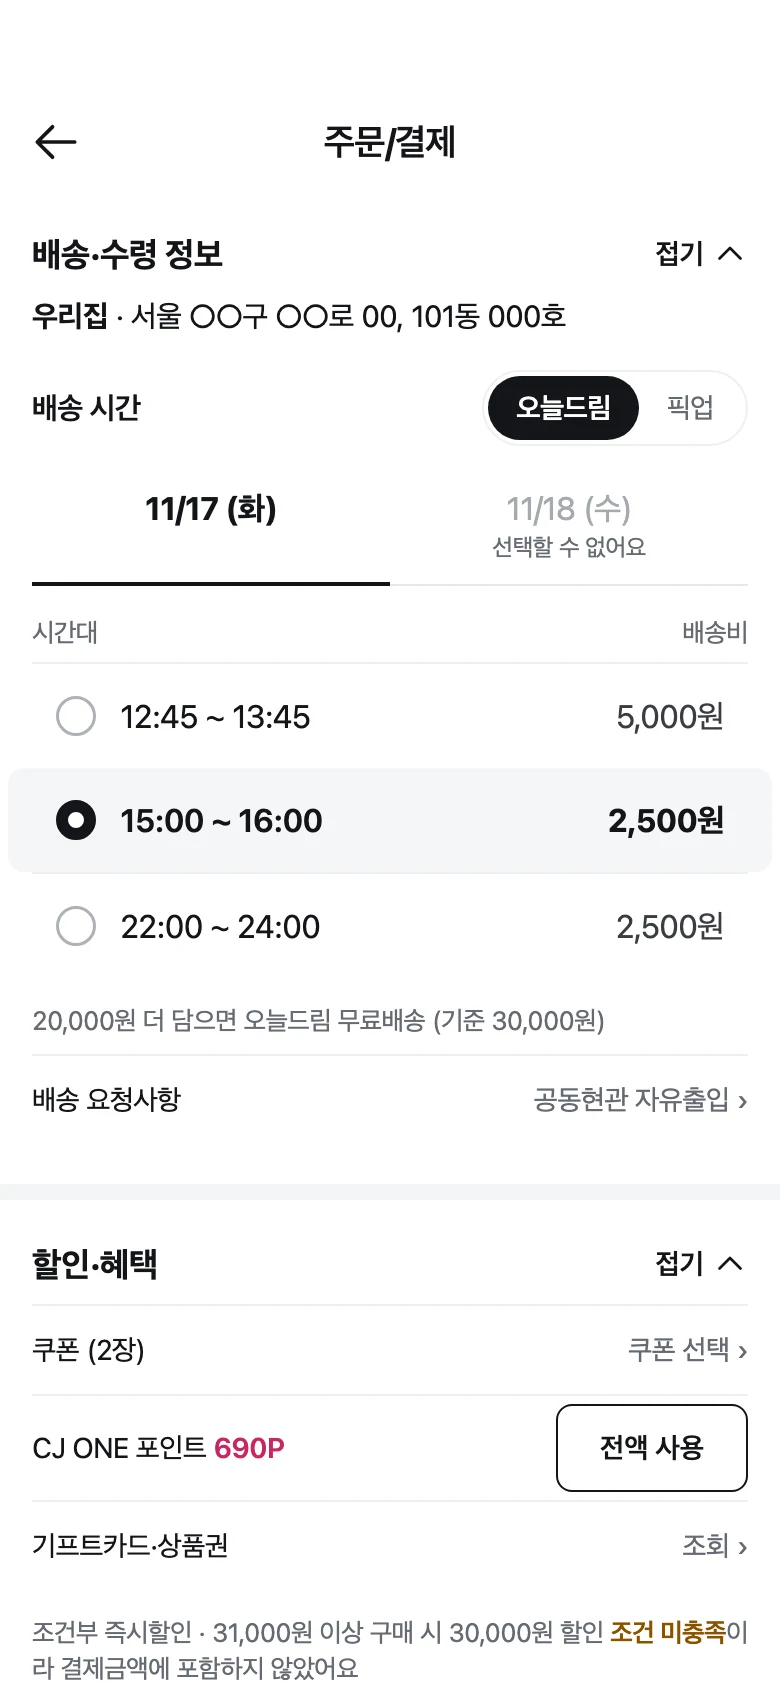 주문/결제
배송·수령 정보 접기
우리집 · 서울 〇〇구 〇〇로 00, 101동 000호
배송 시간 오늘드림 픽업
11/17 (화) 11/18 (수)
선택할 수 없어요
시간대 배송비
12:45 ~ 13:45 5,000원
15:00 ~ 16:00 2,500원
22:00 ~ 24:00 2,500원
20,000원 더 담으면 오늘드림 무료배송 (기준 30,000원)
배송 요청사항 공동현관 자유출입 ›
할인·혜택 접기
쿠폰 (2장) 쿠폰 선택 ›
CJ ONE 포인트 690P 전액 사용
기프트카드·상품권 조회 ›
조건부 즉시할인 · 31,000원 이상 구매 시 30,000원 할인 조건 미충족이
라 결제금액에 포함하지 않았어요